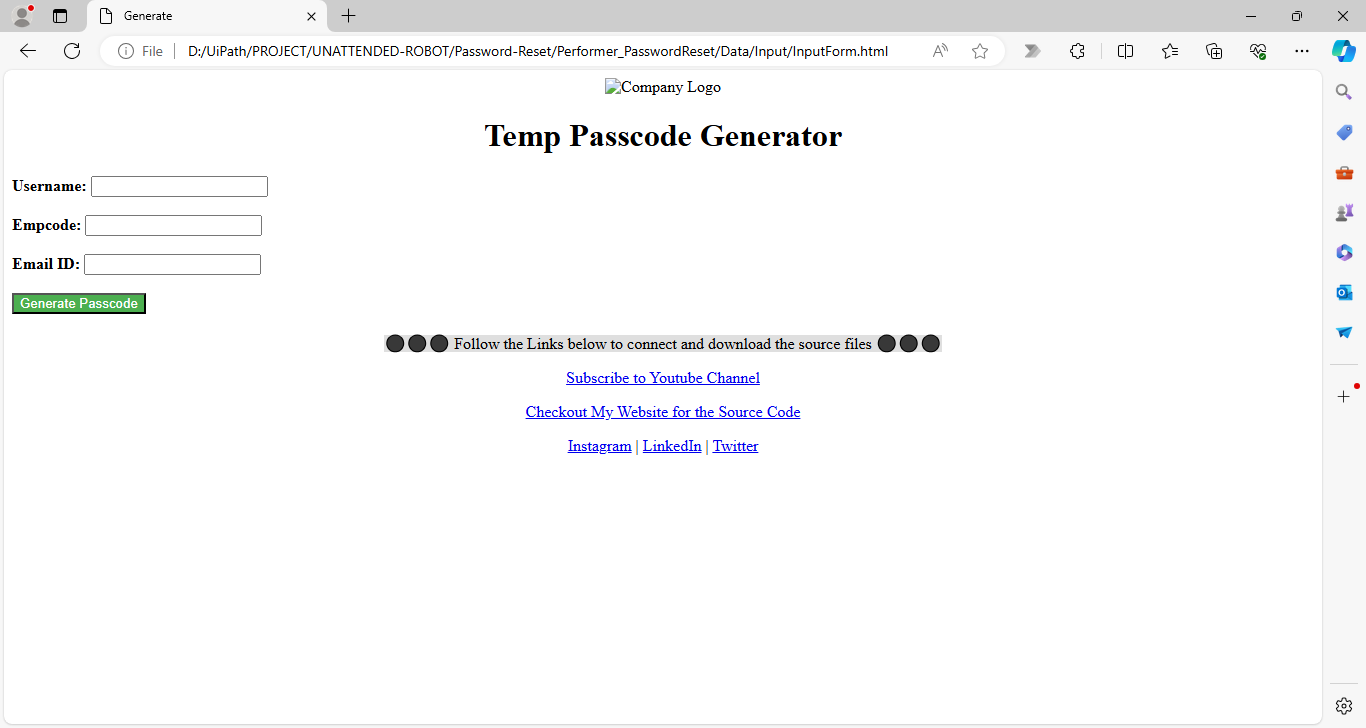 Generate
File
D:/UiPath/PROJECT/UNATTENDED-ROBOT/Password-Reset/Performer_PasswordReset/Data/Input/InputForm.html
Company Logo
Temp Passcode Generator
Username:
Empcode:
Email ID:
Generate Passcode
⚫ ⚫ ⚫ Follow the Links below to connect and download the source files ⚫ ⚫ ⚫
Subscribe to Youtube Channel
Checkout My Website for the Source Code
Instagram | LinkedIn | Twitter